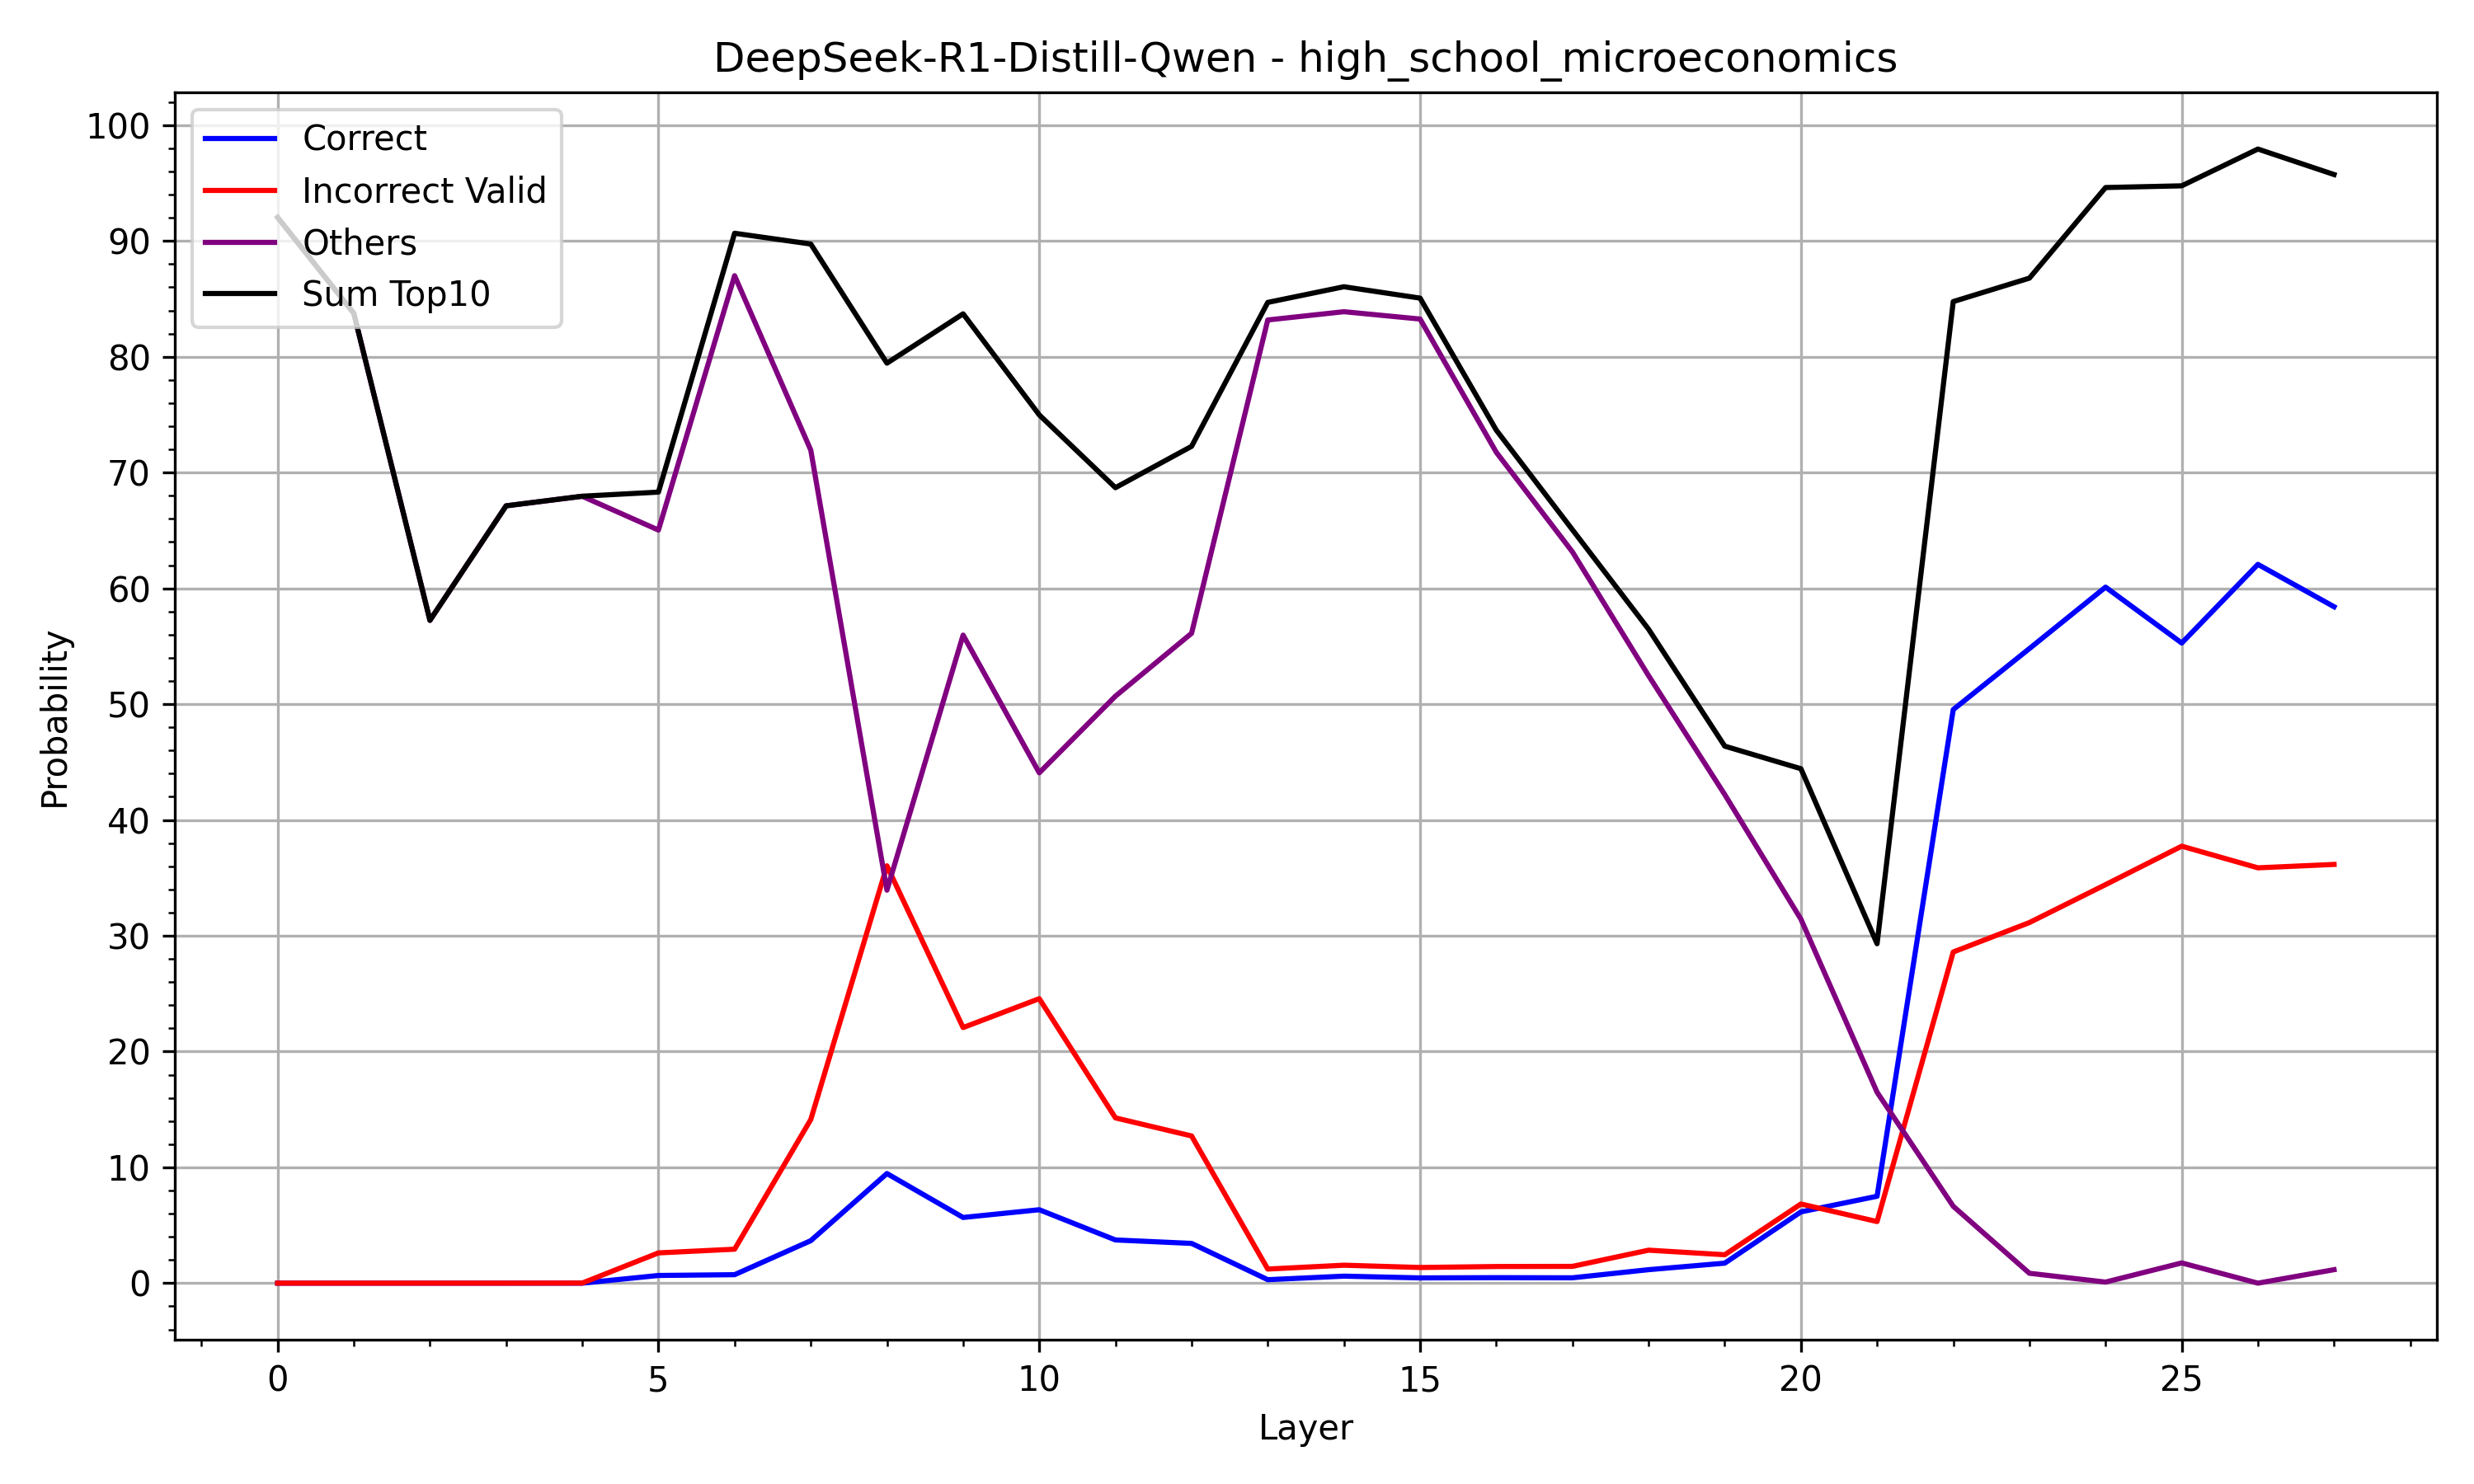 DeepSeek-R1-Distill-Qwen - high_school_microeconomics
Correct
Incorrect Valid
Others
Sum Top10
Probability
100
90
80
70
60
50
40
30
20
10
0
0 5 10 15 20 25
Layer